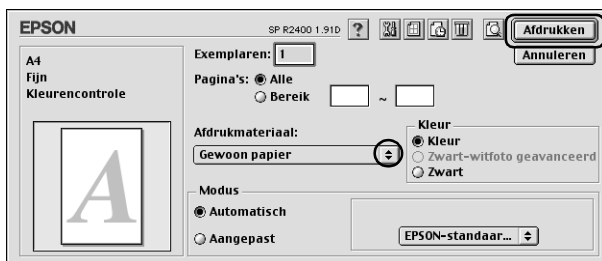 EPSON
SP R2400 1.91D
?
Afdrukken
A4
Fijn
Kleurencontrole
A
Exemplaren: 1
Annuleren
Pagina's: Alle
Bereik ~
Afdrukmateriaal:
Gewoon papier
Kleur
Kleur
Zwart-witfoto geavanceerd
Zwart
Modus
Automatisch
Aangepast
EPSON-standaar...